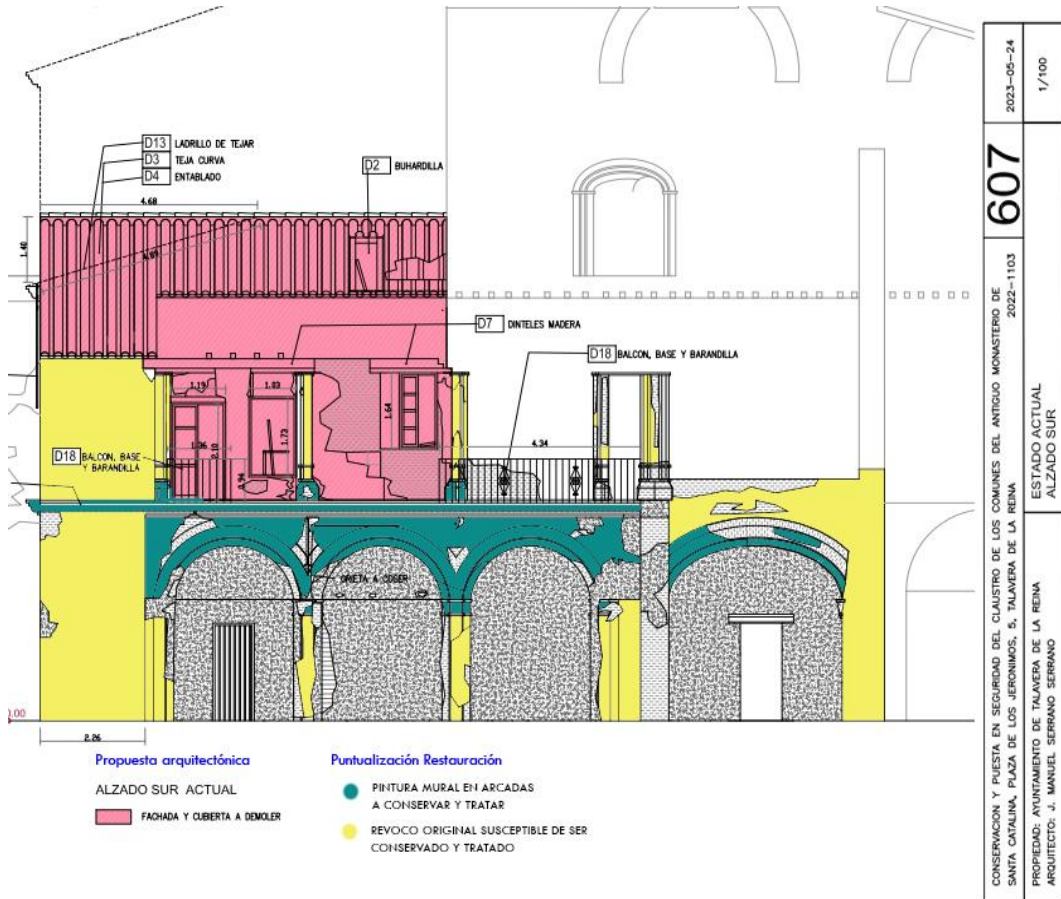 D13 LADRILLO DE TEJAR
D3 TEJA CURVA
D4 ENTABLADO
D2 BUHARDILLA
4.68
1.40
4.89
D7 DINTELES MADERA
D18 BALCON, BASE Y BARANDILLA
1.19
1.03
1.64
1.36
2.10
1.73
0.94
4.34
D18 BALCON, BASE
Y BARANDILLA
GRIETA A COSER
0.00
2.26
Propuesta arquitectónica
ALZADO SUR ACTUAL
FACHADA Y CUBIERTA A DEMOLER
Puntualización Restauración
PINTURA MURAL EN ARCADAS
A CONSERVAR Y TRATAR
REVOCO ORIGINAL SUSCEPTIBLE DE SER
CONSERVADO Y TRATADO
CONSERVACION Y PUESTA EN SEGURIDAD DEL CLAUSTRO DE LOS COMUNES DEL ANTIGUO MONASTERIO DE
SANTA CATALINA, PLAZA DE LOS JERONIMOS, 5, TALAVERA DE LA REINA 2022-1103
607
2023-05-24
PROPIEDAD: AYUNTAMIENTO DE TALAVERA DE LA REINA
ARQUITECTO: J. MANUEL SERRANO SERRANO
ESTADO ACTUAL
ALZADO SUR
1/100